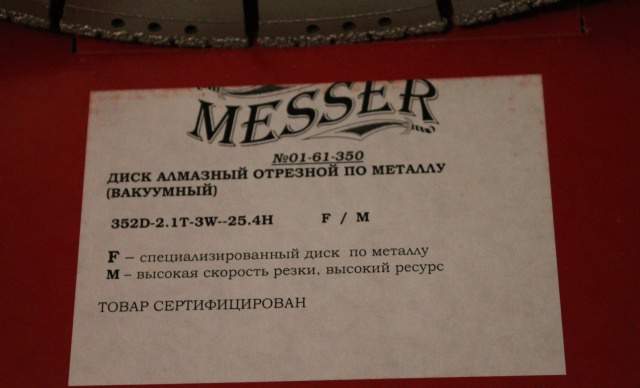 MESSER
№01-61-350
ДИСК АЛМАЗНЫЙ ОТРЕЗНОЙ ПО МЕТАЛЛУ
(ВАКУУМНЫЙ)
352D-2.1T-3W--25.4H F / M
F – специализированный диск по металлу
М – высокая скорость резки, высокий ресурс
ТОВАР СЕРТИФИЦИРОВАН